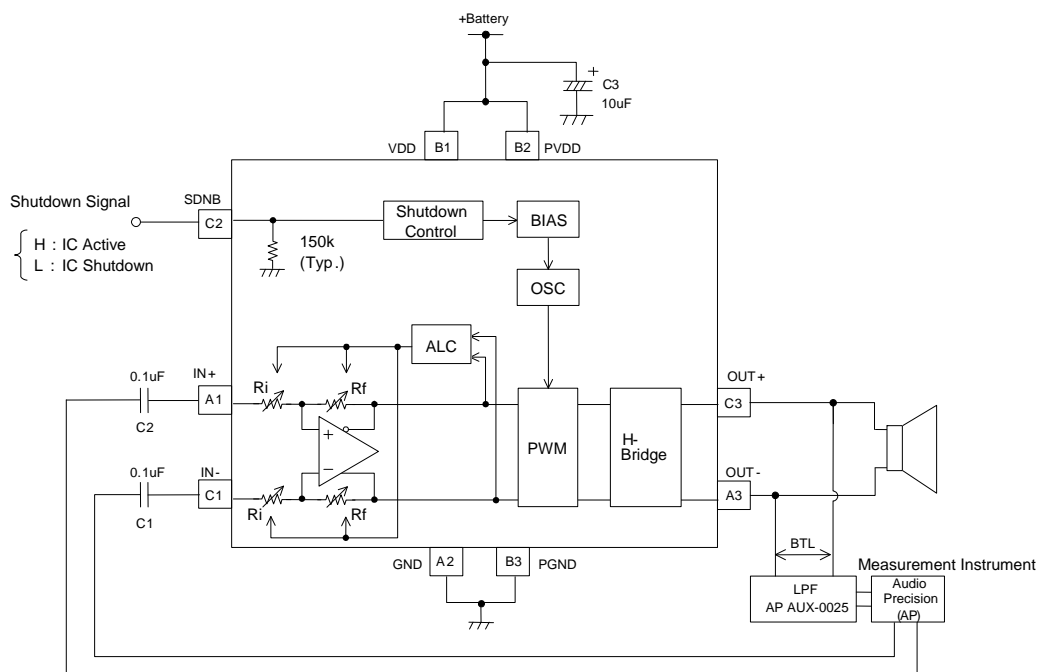 +Battery
+
C3
10uF
VDD
B1
B2
PVDD
Shutdown Signal
SDNB
C2
H : IC Active
L : IC Shutdown
150k
(Typ.)
Shutdown
Control
BIAS
OSC
ALC
0.1uF
IN+
A1
C2
Ri
Rf
+
-
PWM
H-
Bridge
OUT+
C3
0.1uF
IN-
C1
C1
Ri
Rf
OUT-
A3
GND
A2
B3
PGND
BTL
Measurement Instrument
LPF
AP AUX-0025
Audio
Precision
(AP)